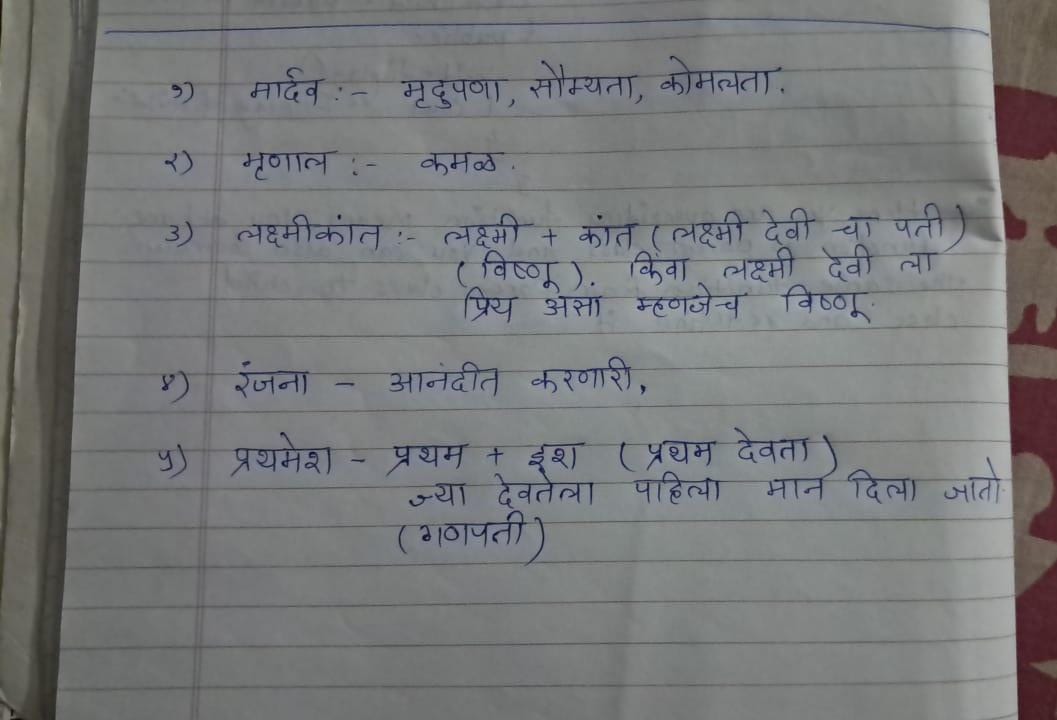 १) मार्दव :- मृदुपणा, सौम्यता, कोमलता.
२) मृणाल :- कमळ.
३) लक्ष्मीकांत :- लक्ष्मी + कांत (लक्ष्मी देवी चा पती)
(विष्णू). किंवा लक्ष्मी देवी ला
प्रिय असा म्हणजेच विष्णू.
४) रंजना - आनंदीत करणारी,
५) प्रथमेश - प्रथम + इश (प्रथम देवता)
ज्या देवतेला पहिला मान दिला जातो.
(गणपती)